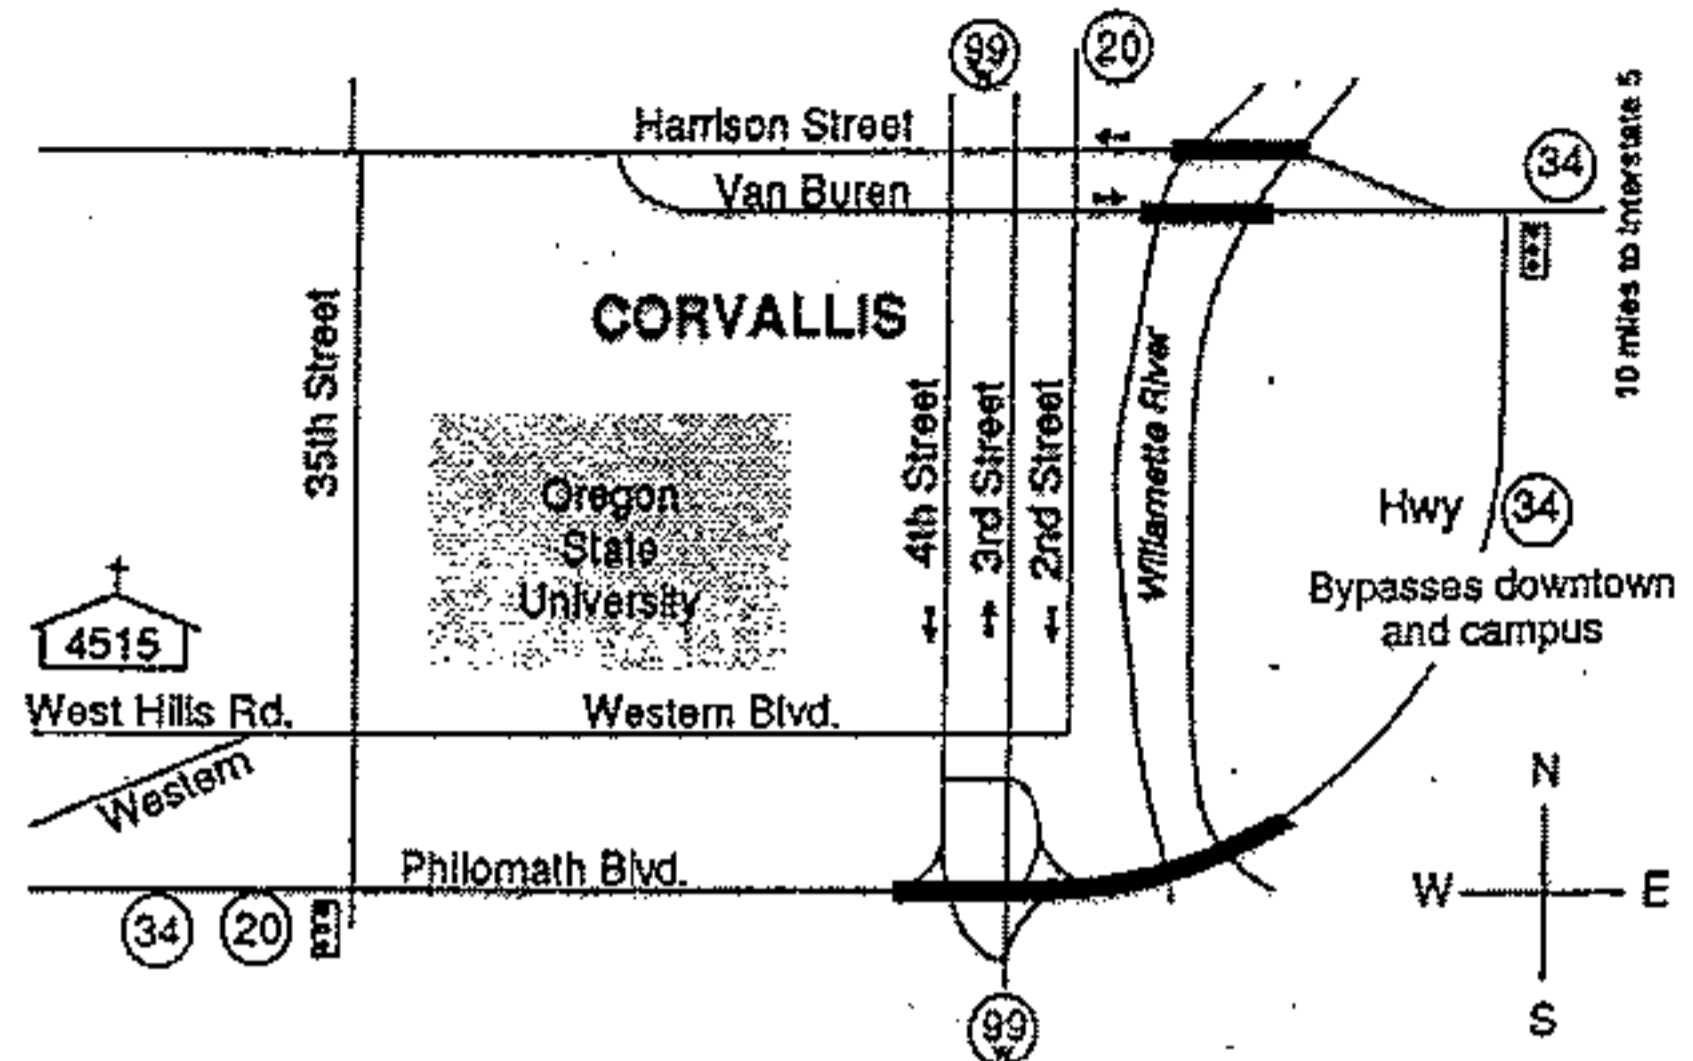 99
W
20
Harrison Street
34
10 miles to Interstate 5
Van Buren
CORVALLIS
35th Street
4th Street
3rd Street
2nd Street
Willamette River
Oregon
State
University
Hwy 34
Bypasses downtown
and campus
4515
West Hills Rd.
Western Blvd.
Western
Philomath Blvd.
34
20
N
W
E
S
99
W